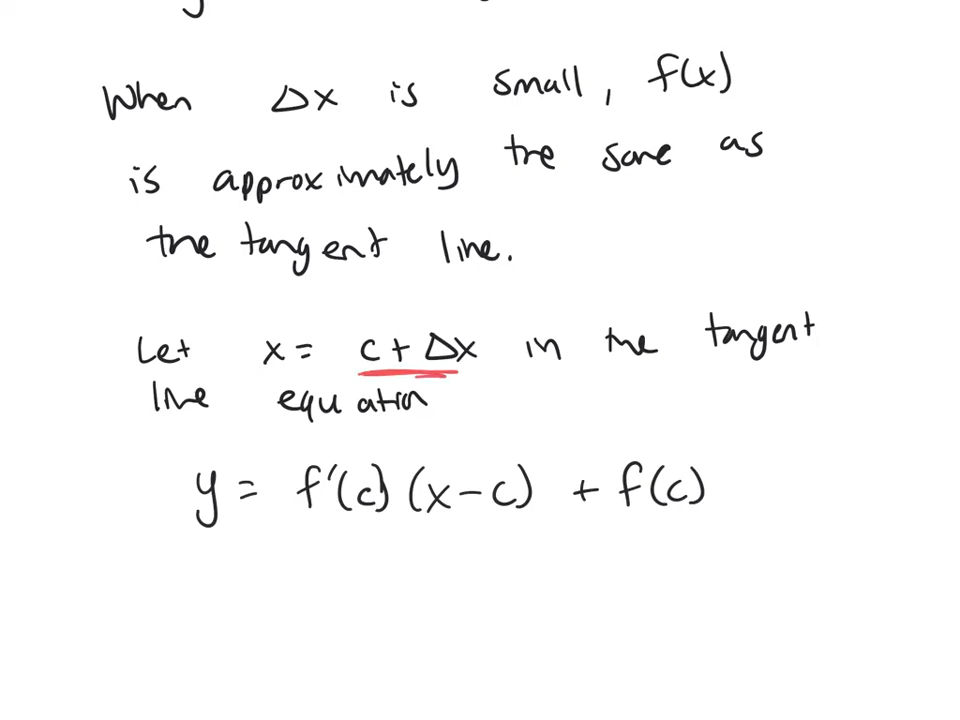 When Δx is small, f(x)
is approximately the same as
the tangent line.
Let x = c + Δx in the tangent
line equation
y = f'(c) (x - c) + f(c)